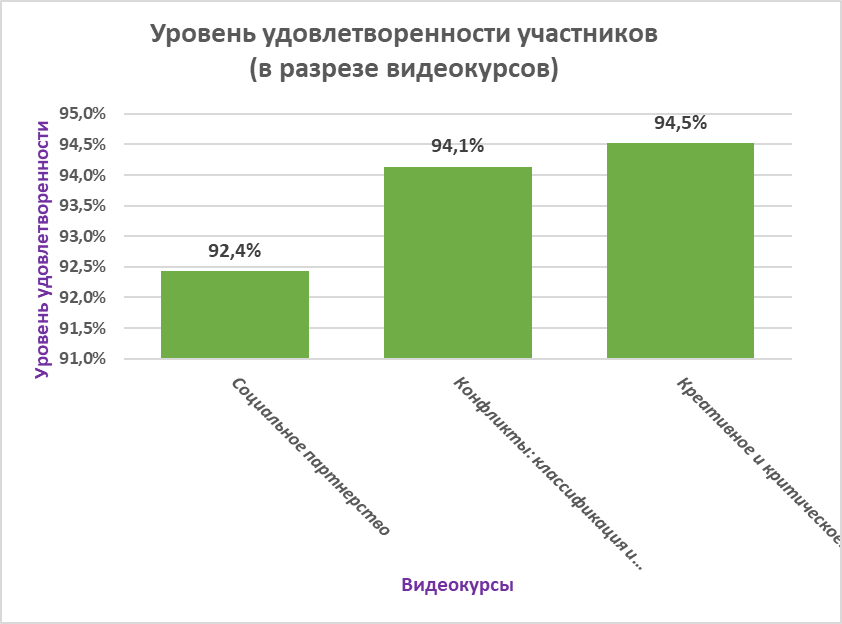 Уровень удовлетворенности участников
(в разрезе видеокурсов)
Уровень удовлетворенности
95,0%
94,5%
94,0%
93,5%
93,0%
92,5%
92,0%
91,5%
91,0%
92,4%
94,1%
94,5%
Социальное партнерство
Конфликты: классификация и...
Креативное и критическое
Видеокурсы